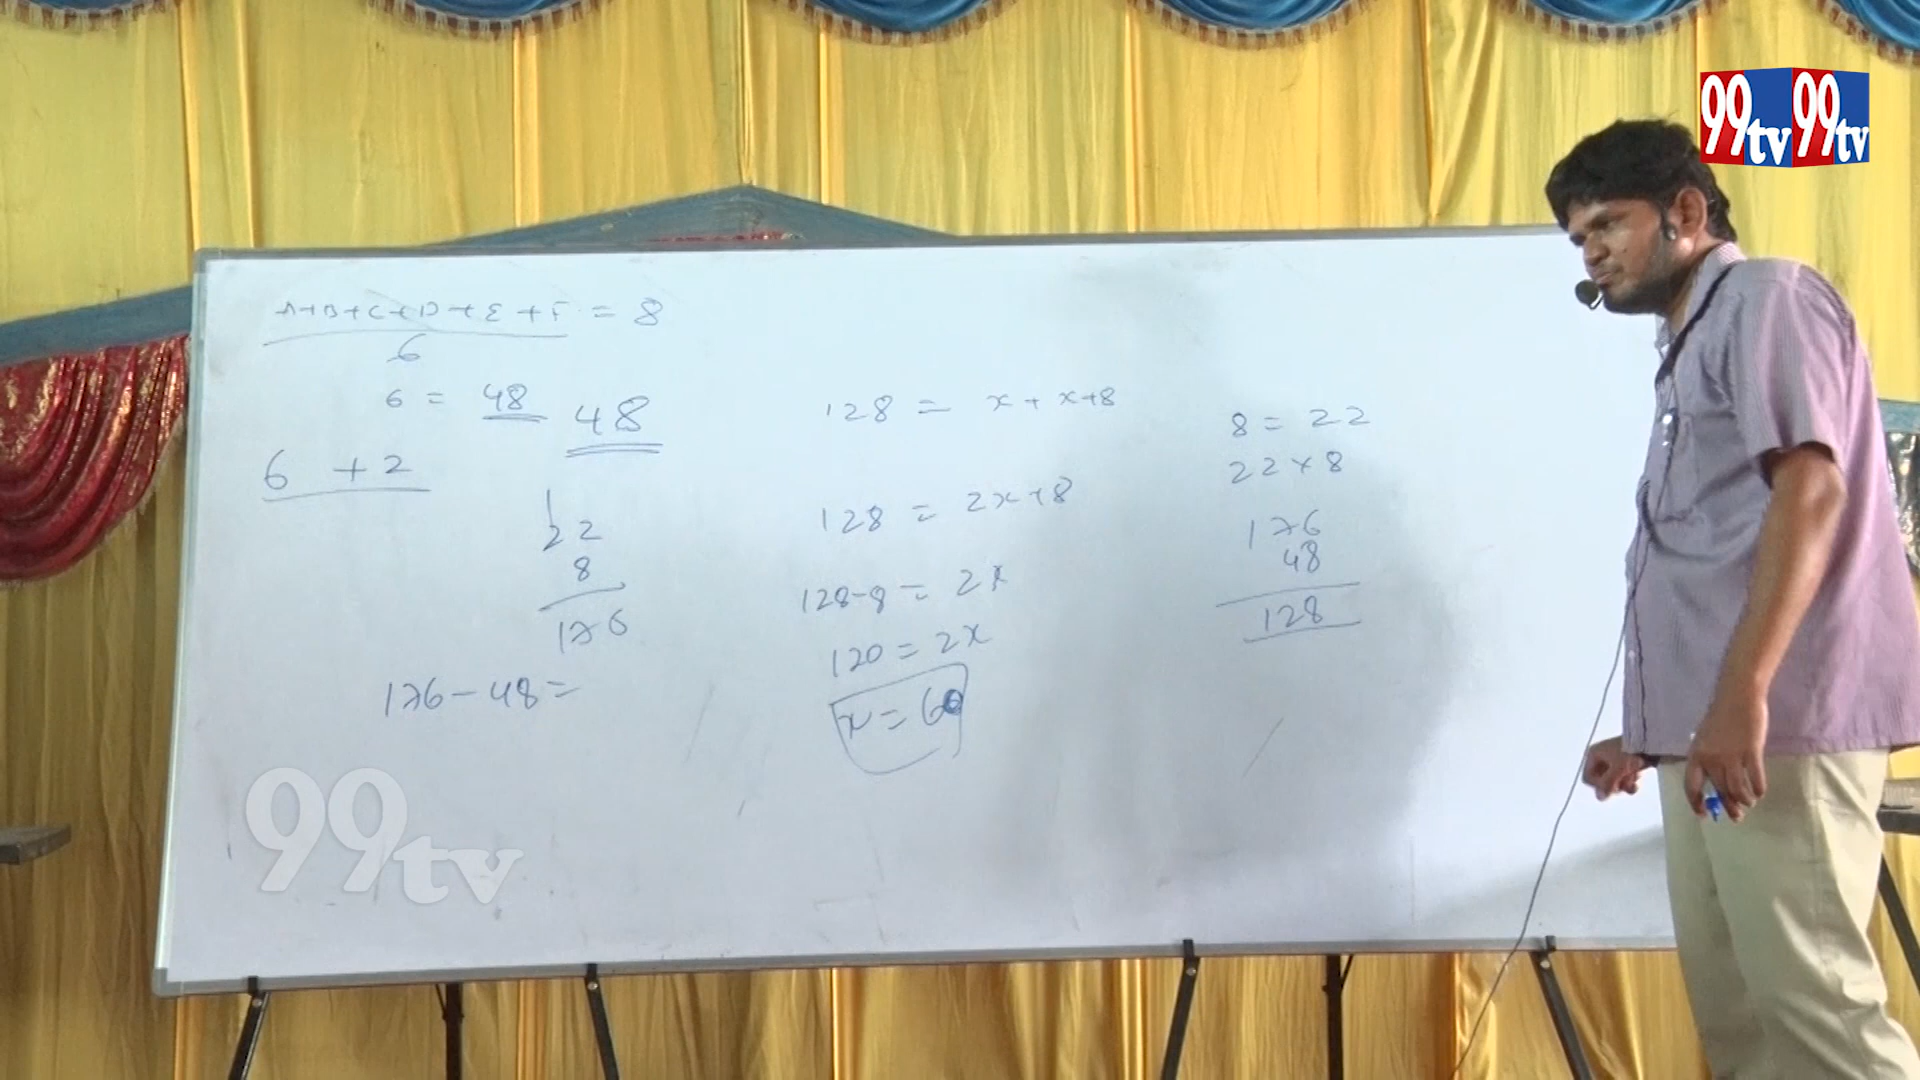 A+B+C+D+E+F = 8
6
6 = 48 48
6 + 2
1
22
8
176
176-48=
128 = x + x+8
128 = 2x+8
128-8 = 2x
120 = 2x
x = 60
8 = 22
22×8
176
48
128
99tv 99tv
99tv